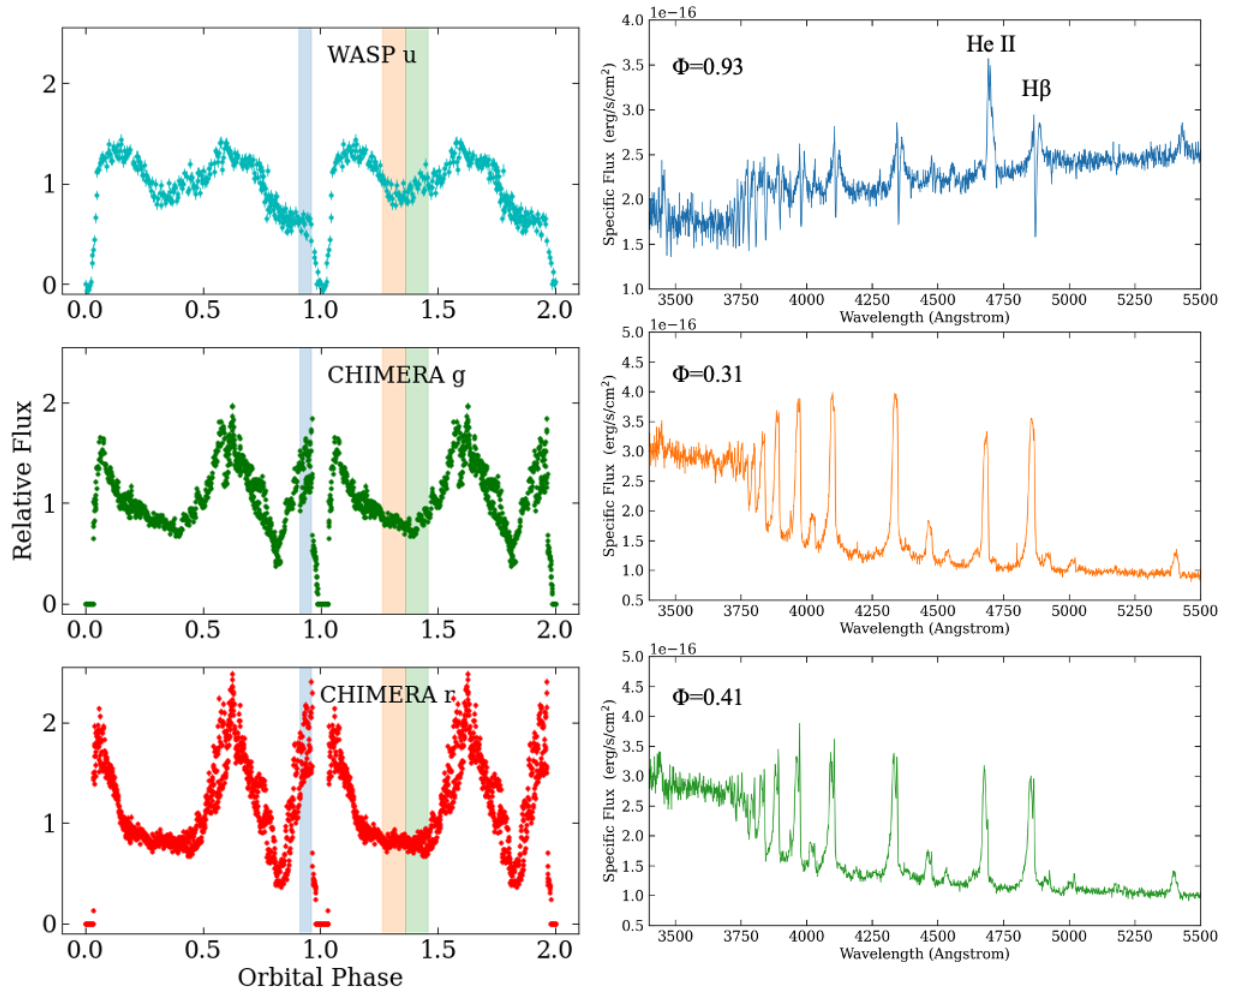 WASP u
2
1
0
0.0 0.5 1.0 1.5 2.0
CHIMERA g
2
1
0
0.0 0.5 1.0 1.5 2.0
CHIMERA r
2
1
0
0.0 0.5 1.0 1.5 2.0
Relative Flux
Orbital Phase
1e−16
4.0
3.5
3.0
2.5
2.0
1.5
1.0
Specific Flux (erg/s/cm²)
Φ=0.93
He II
Hβ
3500 3750 4000 4250 4500 4750 5000 5250 5500
Wavelength (Angstrom)
1e−16
5.0
4.5
4.0
3.5
3.0
2.5
2.0
1.5
1.0
0.5
Specific Flux (erg/s/cm²)
Φ=0.31
3500 3750 4000 4250 4500 4750 5000 5250 5500
Wavelength (Angstrom)
1e−16
5.0
4.5
4.0
3.5
3.0
2.5
2.0
1.5
1.0
0.5
Specific Flux (erg/s/cm²)
Φ=0.41
3500 3750 4000 4250 4500 4750 5000 5250 5500
Wavelength (Angstrom)